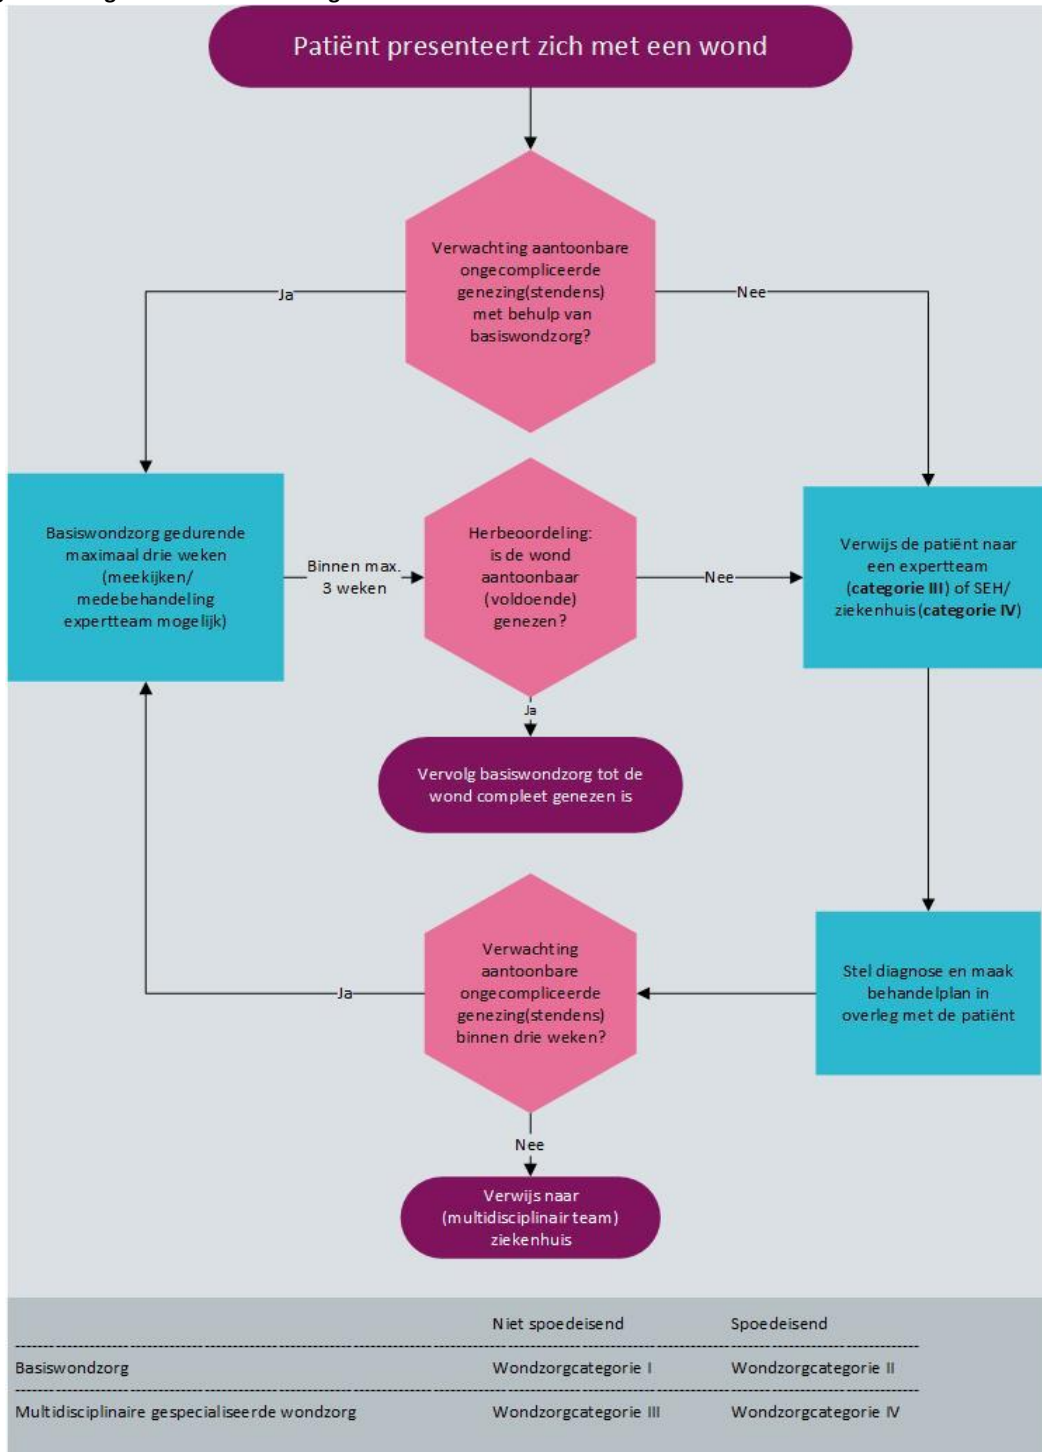 Patiënt presenteert zich met een wond
Verwachting aantoonbare
ongecompliceerde
genezing(stendens)
met behulp van
basiswondzorg?
Ja
Nee
Basiswondzorg gedurende
maximaal drie weken
(meekijken/
medebehandeling
expertteam mogelijk)
Binnen max.
3 weken
Herbeoordeling:
is de wond
aantoonbaar
(voldoende)
genezen?
Nee
Verwijs de patiënt naar
een expertteam
(categorie III) of SEH/
ziekenhuis (categorie IV)
Ja
Vervolg basiswondzorg tot de
wond compleet genezen is
Verwachting
aantoonbare
ongecompliceerde
genezing(stendens)
binnen drie weken?
Ja
Stel diagnose en maak
behandelplan in
overleg met de patiënt
Nee
Verwijs naar
(multidisciplinair team)
ziekenhuis
Niet spoedeisend Spoedeisend
Basiswondzorg Wondzorgcategorie I Wondzorgcategorie II
Multidisciplinaire gespecialiseerde wondzorg Wondzorgcategorie III Wondzorgcategorie IV